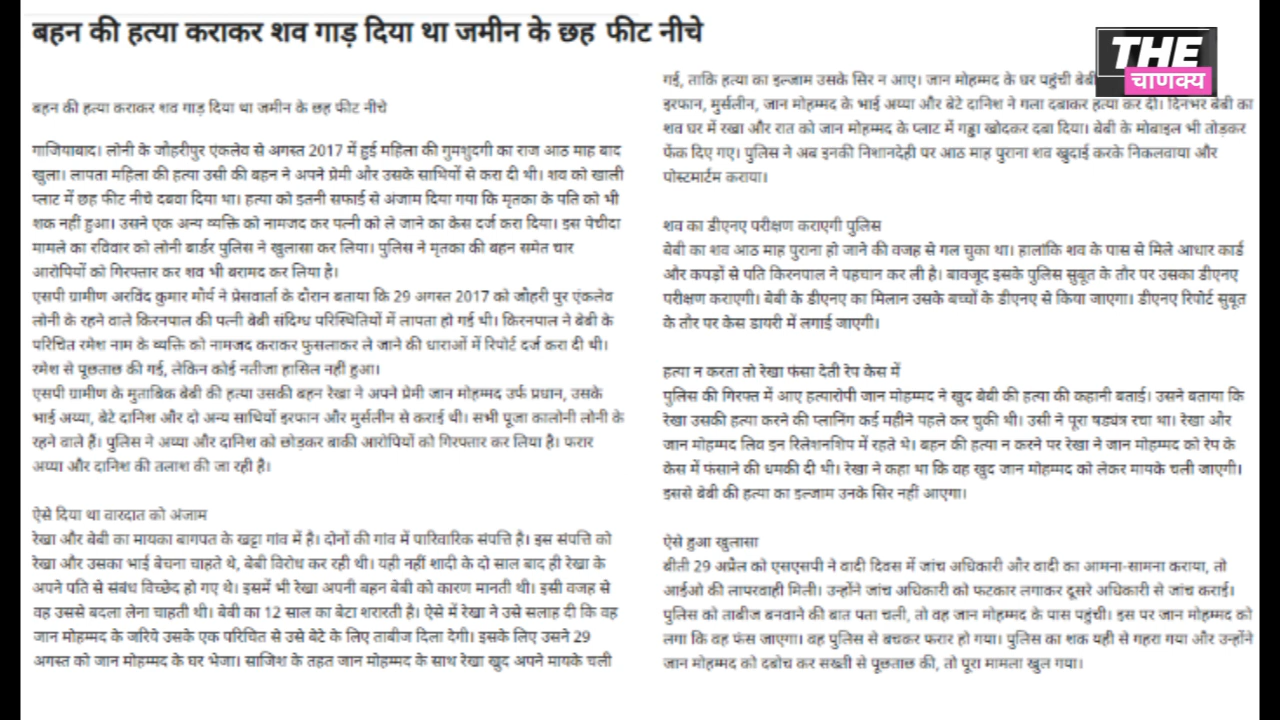 बहन की हत्या कराकर शव गाड़ दिया था जमीन के छह फीट नीचे
बहन की हत्या कराकर शव गाड़ दिया था जमीन के छह फीट नीचे
गाजियाबाद। लोनी के जौहरीपुर एंकलेव से अगस्त 2017 में हुई महिला की गुमशुदगी का राज आठ माह बाद
खुला। लापता महिला की हत्या उसी की बहन ने अपने प्रेमी और उसके साथियों से करा दी थी। शव को खाली
प्लाट में छह फीट नीचे दबवा दिया था। हत्या को इतनी सफाई से अंजाम दिया गया कि मृतका के पति को भी
शक नहीं हुआ। उसने एक अन्य व्यक्ति को नामजद कर पत्नी को ले जाने का केस दर्ज करा दिया। इस पेचीदा
मामले का रविवार को लोनी बार्डर पुलिस ने खुलासा कर लिया। पुलिस ने मृतका की बहन समेत चार
आरोपियों को गिरफ्तार कर शव भी बरामद कर लिया है।
एसपी ग्रामीण अरविंद कुमार मौर्य ने प्रेसवार्ता के दौरान बताया कि 29 अगस्त 2017 को जौहरी पुर एंकलेव
लोनी के रहने वाले किरनपाल की पत्नी बेबी संदिग्ध परिस्थितियों में लापता हो गई थी। किरनपाल ने बेबी के
परिचित रमेश नाम के व्यक्ति को नामजद कराकर फुसलाकर ले जाने की धाराओं में रिपोर्ट दर्ज करा दी थी।
रमेश से पूछताछ की गई, लेकिन कोई नतीजा हासिल नहीं हुआ।
एसपी ग्रामीण के मुताबिक बेबी की हत्या उसकी बहन रेखा ने अपने प्रेमी जान मोहम्मद उर्फ प्रधान, उसके
भाई अय्या, बेटे दानिश और दो अन्य साथियों इरफान और मुर्सलीन से कराई थी। सभी पूजा कालोनी लोनी के
रहने वाले हैं। पुलिस ने अय्या और दानिश को छोड़कर बाकी आरोपियों को गिरफ्तार कर लिया है। फरार
अय्या और दानिश की तलाश की जा रही है।
ऐसे दिया था वारदात को अंजाम
रेखा और बेबी का मायका बागपत के खट्टा गांव में है। दोनों की गांव में पारिवारिक संपत्ति है। इस संपत्ति को
रेखा और उसका भाई बेचना चाहते थे, बेबी विरोध कर रही थी। यही नहीं शादी के दो साल बाद ही रेखा के
अपने पति से संबंध विच्छेद हो गए थे। इसमें भी रेखा अपनी बहन बेबी को कारण मानती थी। इसी वजह से
वह उससे बदला लेना चाहती थी। बेबी का 12 साल का बेटा शरारती है। ऐसे में रेखा ने उसे सलाह दी कि वह
जान मोहम्मद के जरिये उसके एक परिचित से उसे बेटे के लिए ताबीज दिला देगी। इसके लिए उसने 29
अगस्त को जान मोहम्मद के घर भेजा। साजिश के तहत जान मोहम्मद के साथ रेखा खुद अपने मायके चली
गई, ताकि हत्या का इल्जाम उसके सिर न आए। जान मोहम्मद के घर पहुंची बेबी
इरफान, मुर्सलीन, जान मोहम्मद के भाई अय्या और बेटे दानिश ने गला दबाकर हत्या कर दी। दिनभर बेबी का
शव घर में रखा और रात को जान मोहम्मद के प्लाट में गड्ढा खोदकर दबा दिया। बेबी के मोबाइल भी तोड़कर
फेंक दिए गए। पुलिस ने अब इनकी निशानदेही पर आठ माह पुराना शव खुदाई करके निकलवाया और
पोस्टमार्टम कराया।
शव का डीएनए परीक्षण कराएगी पुलिस
बेबी का शव आठ माह पुराना हो जाने की वजह से गल चुका था। हालांकि शव के पास से मिले आधार कार्ड
और कपड़ों से पति किरनपाल ने पहचान कर ली है। बावजूद इसके पुलिस सुबूत के तौर पर उसका डीएनए
परीक्षण कराएगी। बेबी के डीएनए का मिलान उसके बच्चों के डीएनए से किया जाएगा। डीएनए रिपोर्ट सुबूत
के तौर पर केस डायरी में लगाई जाएगी।
हत्या न करता तो रेखा फंसा देती रेप केस में
पुलिस की गिरफ्त में आए हत्यारोपी जान मोहम्मद ने खुद बेबी की हत्या की कहानी बताई। उसने बताया कि
रेखा उसकी हत्या करने की प्लानिंग कई महीने पहले कर चुकी थी। उसी ने पूरा षड्यंत्र रचा था। रेखा और
जान मोहम्मद लिव इन रिलेशनशिप में रहते थे। बहन की हत्या न करने पर रेखा ने जान मोहम्मद को रेप के
केस में फंसाने की धमकी दी थी। रेखा ने कहा था कि वह खुद जान मोहम्मद को लेकर मायके चली जाएगी।
इससे बेबी की हत्या का इल्जाम उनके सिर नहीं आएगा।
ऐसे हुआ खुलासा
बीती 29 अप्रैल को एसएसपी ने वादी दिवस में जांच अधिकारी और वादी का आमना-सामना कराया, तो
आईओ की लापरवाही मिली। उन्होंने जांच अधिकारी को फटकार लगाकर दूसरे अधिकारी से जांच कराई।
पुलिस को ताबीज बनवाने की बात पता चली, तो वह जान मोहम्मद के पास पहुंची। इस पर जान मोहम्मद को
लगा कि वह फंस जाएगा। वह पुलिस से बचकर फरार हो गया। पुलिस का शक यही से गहरा गया और उन्होंने
जान मोहम्मद को दबोच कर सख्ती से पूछताछ की, तो पूरा मामला खुल गया।
THE
चाणक्य